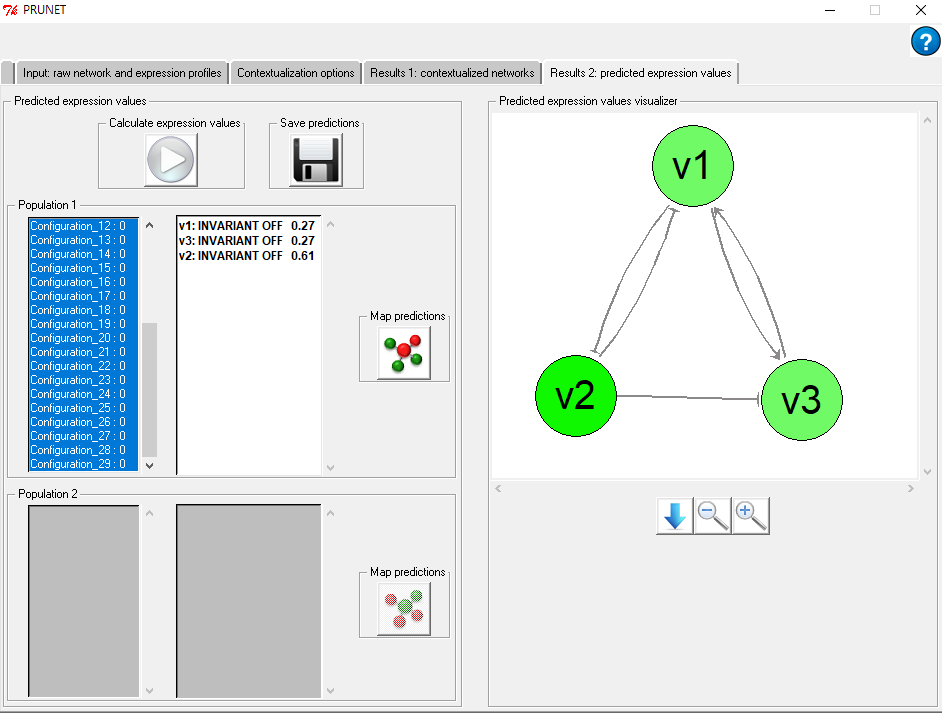 PRUNET
?
Input: raw network and expression profiles
Contextualization options
Results 1: contextualized networks
Results 2: predicted expression values
Predicted expression values
Calculate expression values
Save predictions
Population 1
Configuration_12 : 0
Configuration_13 : 0
Configuration_14 : 0
Configuration_15 : 0
Configuration_16 : 0
Configuration_17 : 0
Configuration_18 : 0
Configuration_19 : 0
Configuration_20 : 0
Configuration_21 : 0
Configuration_22 : 0
Configuration_23 : 0
Configuration_24 : 0
Configuration_25 : 0
Configuration_26 : 0
Configuration_27 : 0
Configuration_28 : 0
Configuration_29 : 0
v1: INVARIANT OFF 0.27
v3: INVARIANT OFF 0.27
v2: INVARIANT OFF 0.61
Map predictions
Population 2
Map predictions
Predicted expression values visualizer
v1
v2
v3